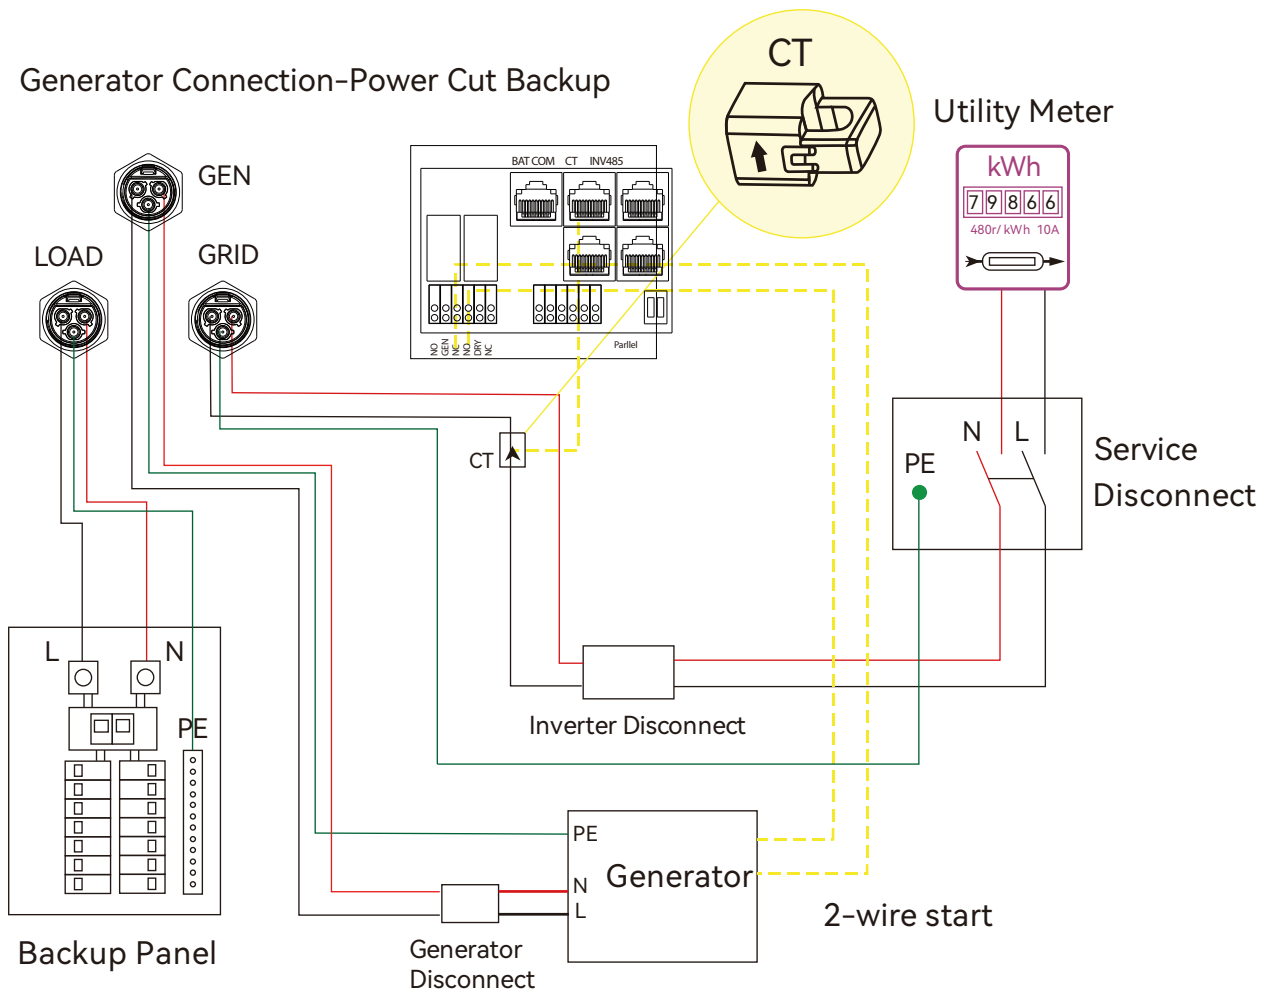 Generator Connection-Power Cut Backup
CT
Utility Meter
kWh
79866
480r/kWh 10A
GEN
LOAD
GRID
BAT COM CT INV485
NO
GEN
NC
NO
DRY
NC
Parllel
CT
N L
PE
Service
Disconnect
L N
PE
Inverter Disconnect
PE
Generator
N
L
2-wire start
Backup Panel
Generator
Disconnect